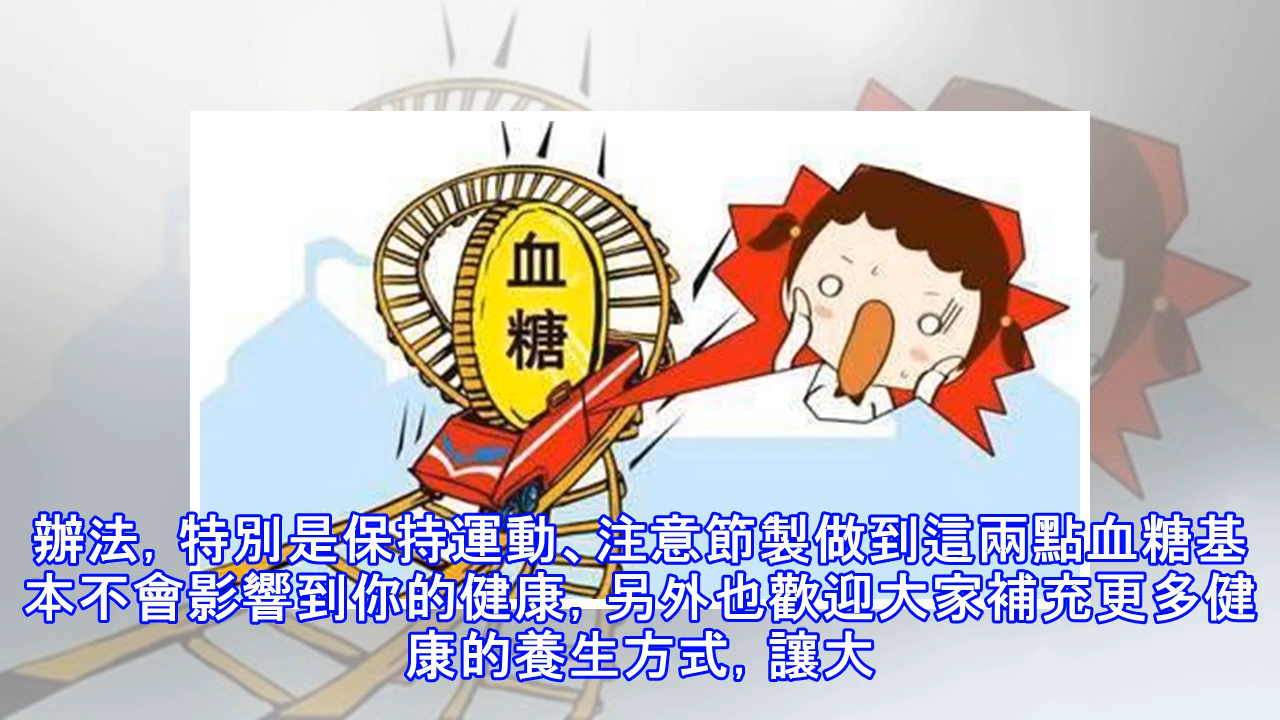 血
糖
辦法, 特別是保持運動、注意節製做到這兩點血糖基
本不會影響到你的健康, 另外也歡迎大家補充更多健
康的養生方式, 讓大